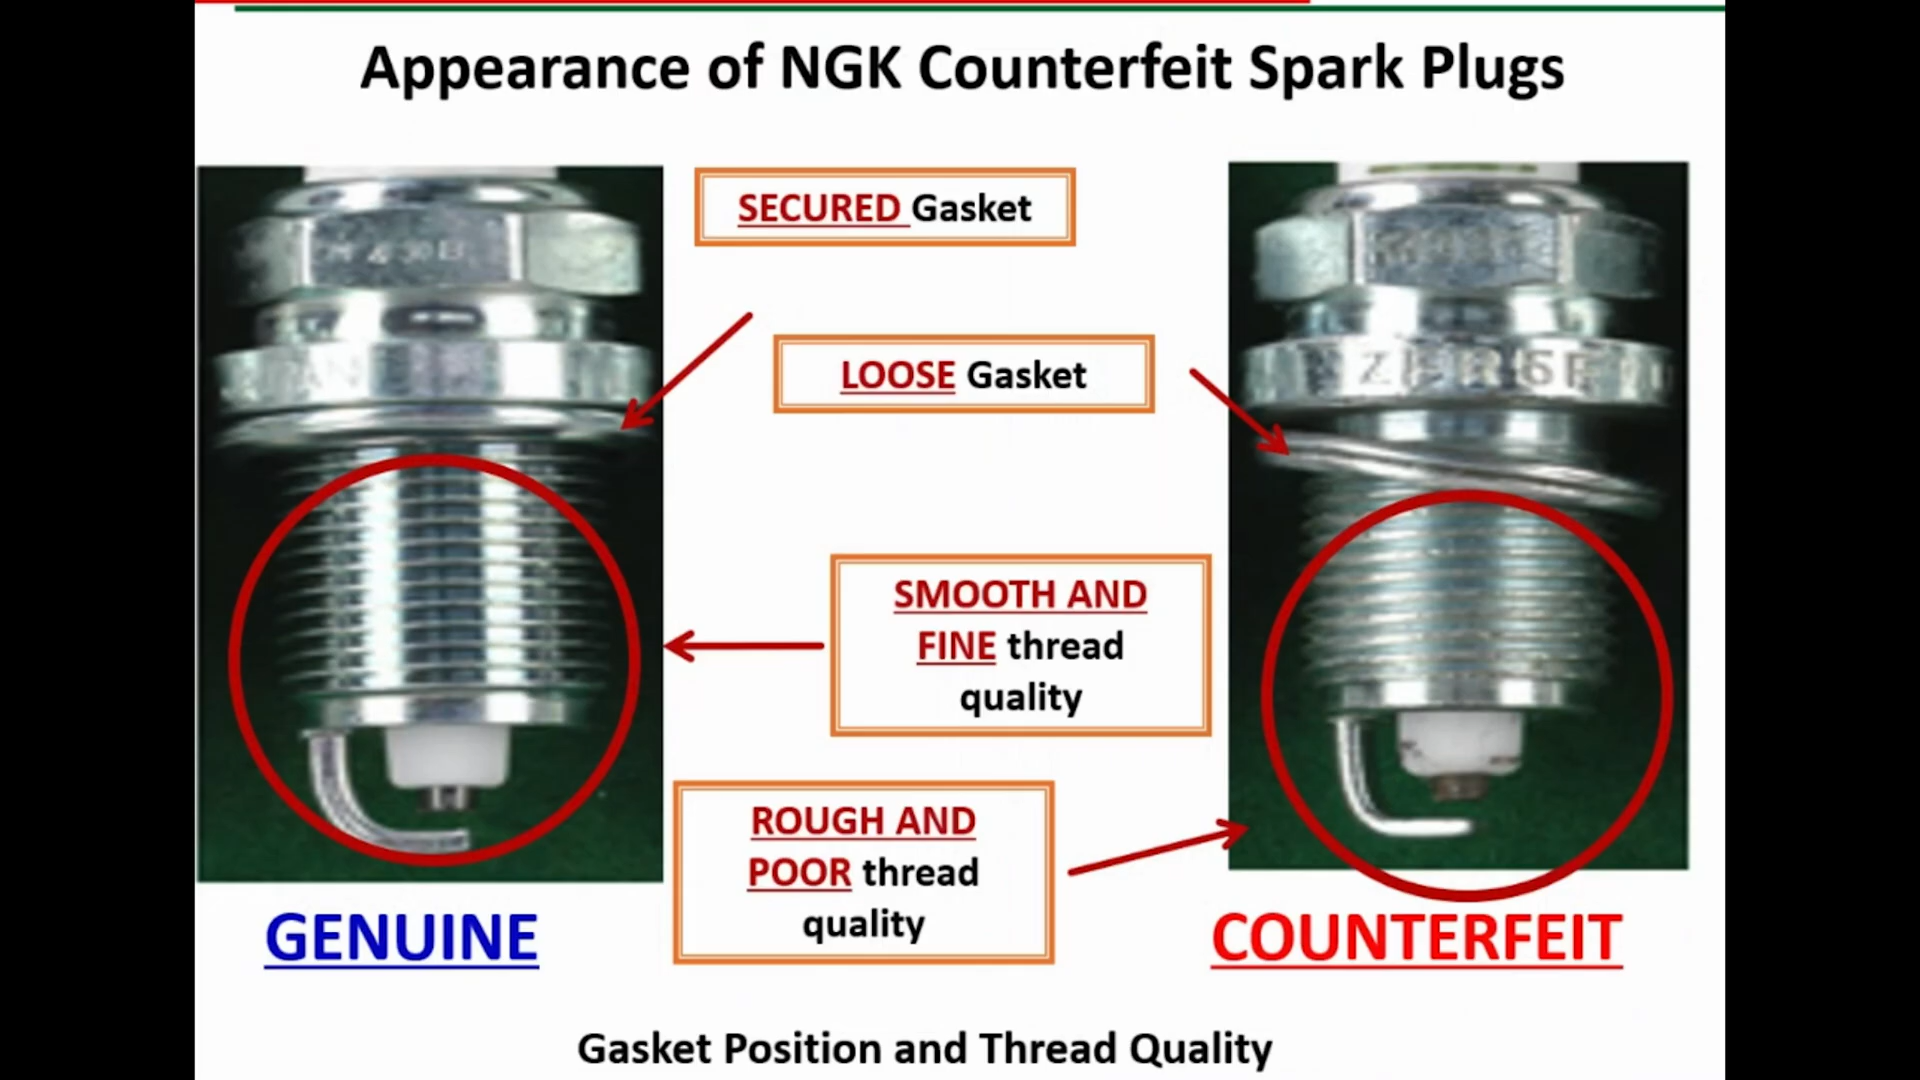 Appearance of NGK Counterfeit Spark Plugs
SECURED Gasket
LOOSE Gasket
ZFR5F
SMOOTH AND
FINE thread
quality
ROUGH AND
POOR thread
quality
GENUINE
COUNTERFEIT
Gasket Position and Thread Quality